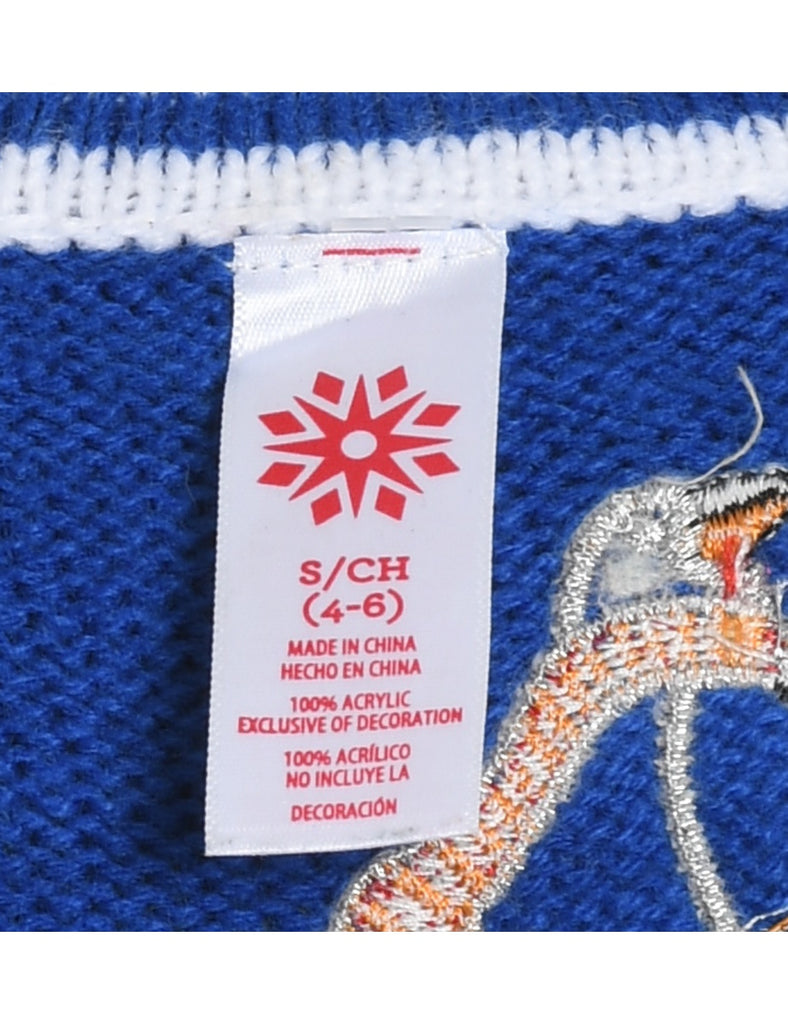 S/CH
(4-6)
MADE IN CHINA
HECHO EN CHINA
100% ACRYLIC
EXCLUSIVE OF DECORATION
100% ACRÍLICO
NO INCLUYE LA
DECORACIÓN